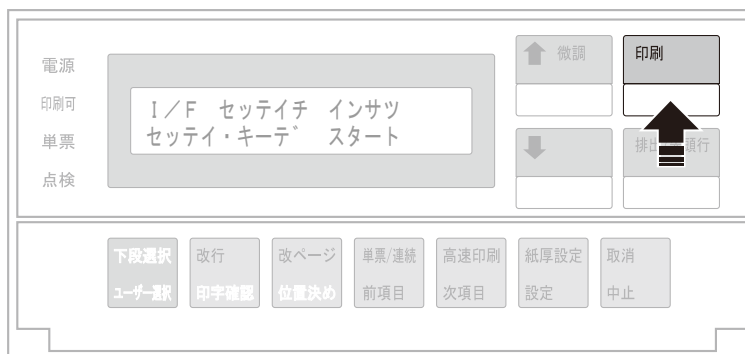 電源
印刷可
単票
点検
I/F セッテイチ インサツ
セッテイ・キーデ゛ スタート
微調
印刷
排出 頭行
下段選択
ユーザー選択
改行
印字確認
改ページ
位置決め
単票/連続
前項目
高速印刷
次項目
紙厚設定
設定
取消
中止